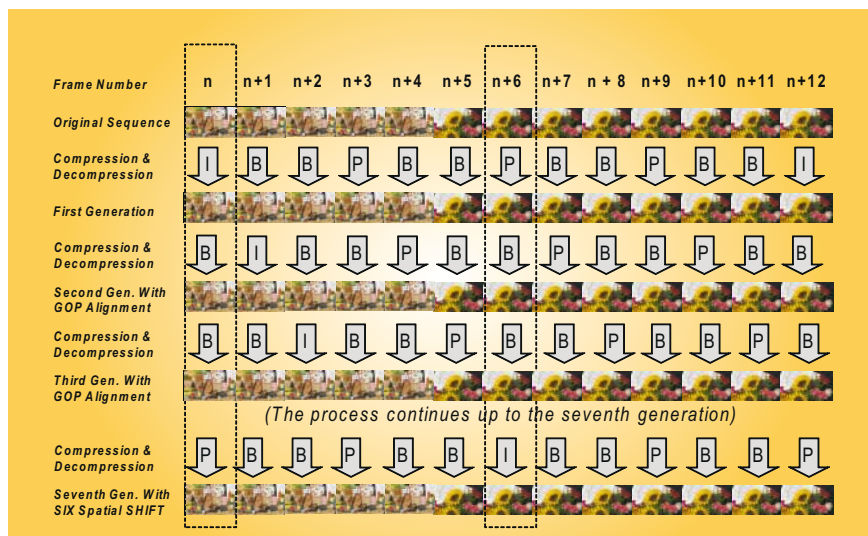 Frame Number n n+1 n+2 n+3 n+4 n+5 n+6 n+7 n + 8 n+9 n+10 n+11 n+12
Original Sequence
Compression &
Decompression
I B B P B B P B B P B B I
First Generation
Compression &
Decompression
B I B B P B B P B B P B B
Second Gen. With
GOP Alignment
Compression &
Decompression
B B I B B P B B P B B P B
Third Gen. With
GOP Alignment
(The process continues up to the seventh generation)
Compression &
Decompression
P B B P B B I B B P B B P
Seventh Gen. With
SIX Spatial SHIFT